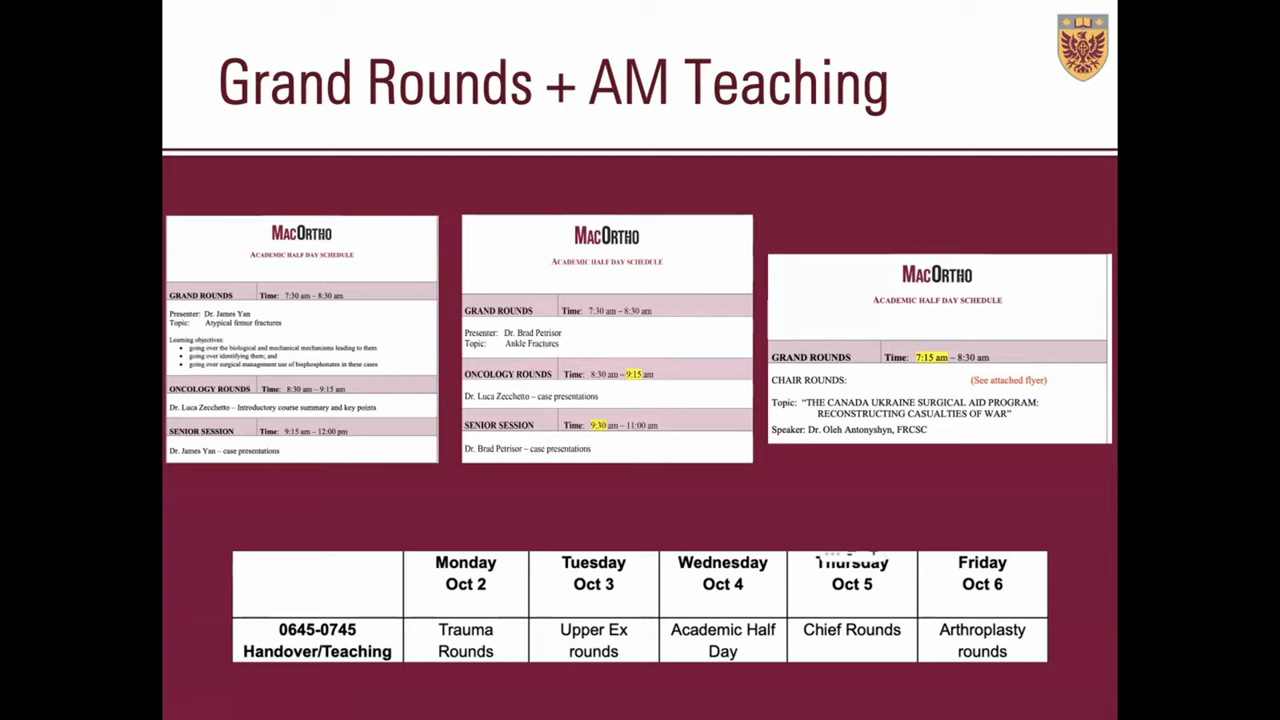 Grand Rounds + AM Teaching
MACORTHO
ACADEMIC HALF DAY SCHEDULE
GRAND ROUNDS Time: 7:30 am – 8:30 am
Presenter: Dr. James Yan
Topic: Atypical femur fractures
Learning objectives:
• going over the biological and mechanical mechanisms leading to them
• going over identifying them; and
• going over surgical management use of bisphosphonates in these cases
ONCOLOGY ROUNDS Time: 8:30 am – 9:15 am
Dr. Luca Zecchetto – Introductory course summary and key points
SENIOR SESSION Time: 9:15 am – 12:00 pm
Dr. James Yan – case presentations
MACORTHO
ACADEMIC HALF DAY SCHEDULE
GRAND ROUNDS Time: 7:30 am – 8:30 am
Presenter: Dr. Brad Petrisor
Topic: Ankle Fractures
ONCOLOGY ROUNDS Time: 8:30 am – 9:15 am
Dr. Luca Zecchetto – case presentations
SENIOR SESSION Time: 9:30 am – 11:00 am
Dr. Brad Petrisor – case presentations
MACORTHO
ACADEMIC HALF DAY SCHEDULE
GRAND ROUNDS Time: 7:15 am – 8:30 am
CHAIR ROUNDS: (See attached flyer)
Topic: “THE CANADA UKRAINE SURGICAL AID PROGRAM:
RECONSTRUCTING CASUALTIES OF WAR”
Speaker: Dr. Oleh Antonyshyn, FRCSC
Monday Tuesday Wednesday Thursday Friday
Oct 2 Oct 3 Oct 4 Oct 5 Oct 6
0645-0745 Trauma Upper Ex Academic Half Chief Rounds Arthroplasty
Handover/Teaching Rounds rounds Day rounds